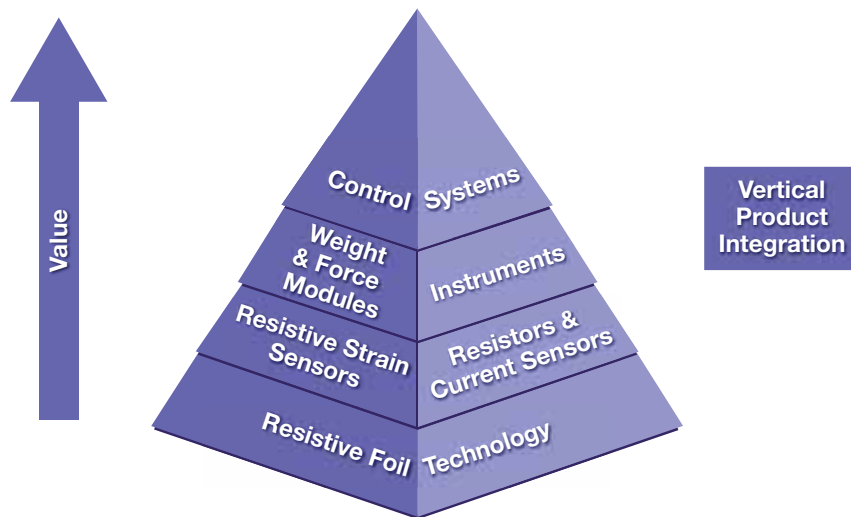 Value
Control Systems
Weight
& Force
Modules
Instruments
Resistive Strain
Sensors
Resistors &
Current Sensors
Resistive Foil Technology
Vertical
Product
Integration